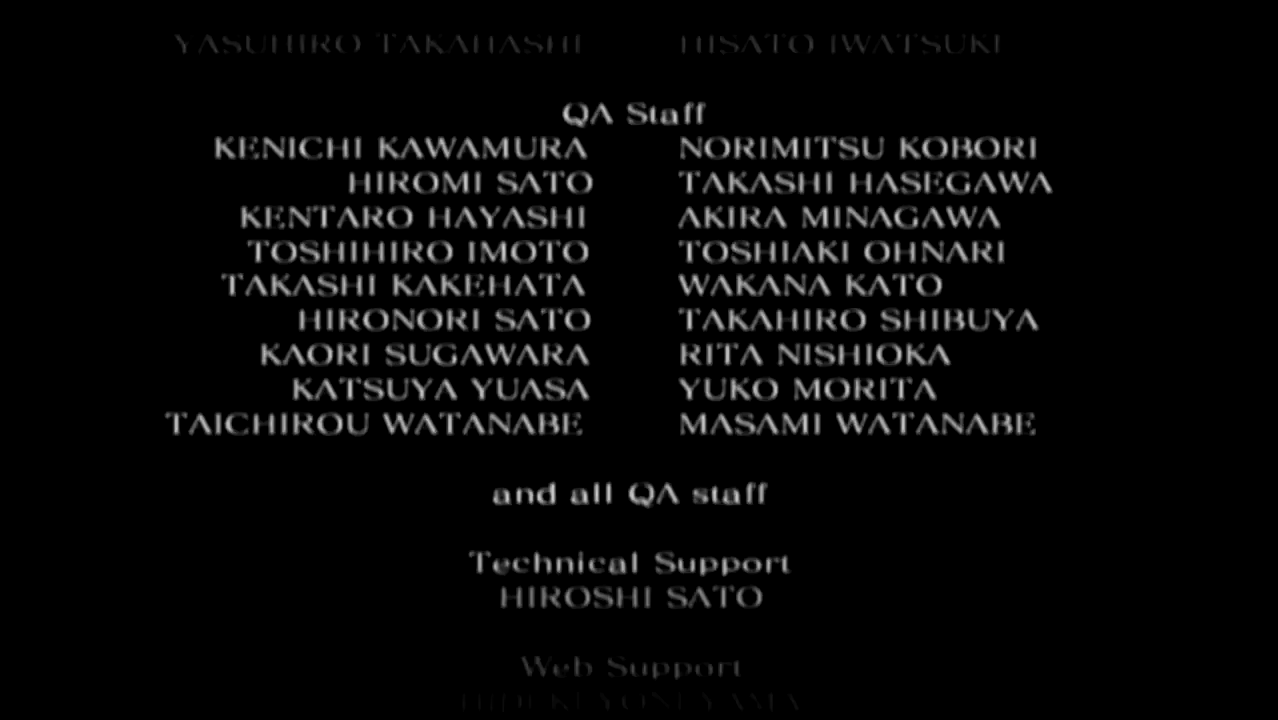 YASUHIRO TAKAHASHI HISATO IWATSUKI
QA Staff
KENICHI KAWAMURA NORIMITSU KOBORI
HIROMI SATO TAKASHI HASEGAWA
KENTARO HAYASHI AKIRA MINAGAWA
TOSHIHIRO IMOTO TOSHIAKI OHNARI
TAKASHI KAKEHATA WAKANA KATO
HIRONORI SATO TAKAHIRO SHIBUYA
KAORI SUGAWARA RITA NISHIOKA
KATSUYA YUASA YUKO MORITA
TAICHIROU WATANABE MASAMI WATANABE
and all QA staff
Technical Support
HIROSHI SATO
Web Support
HIDEKI YONEYAMA